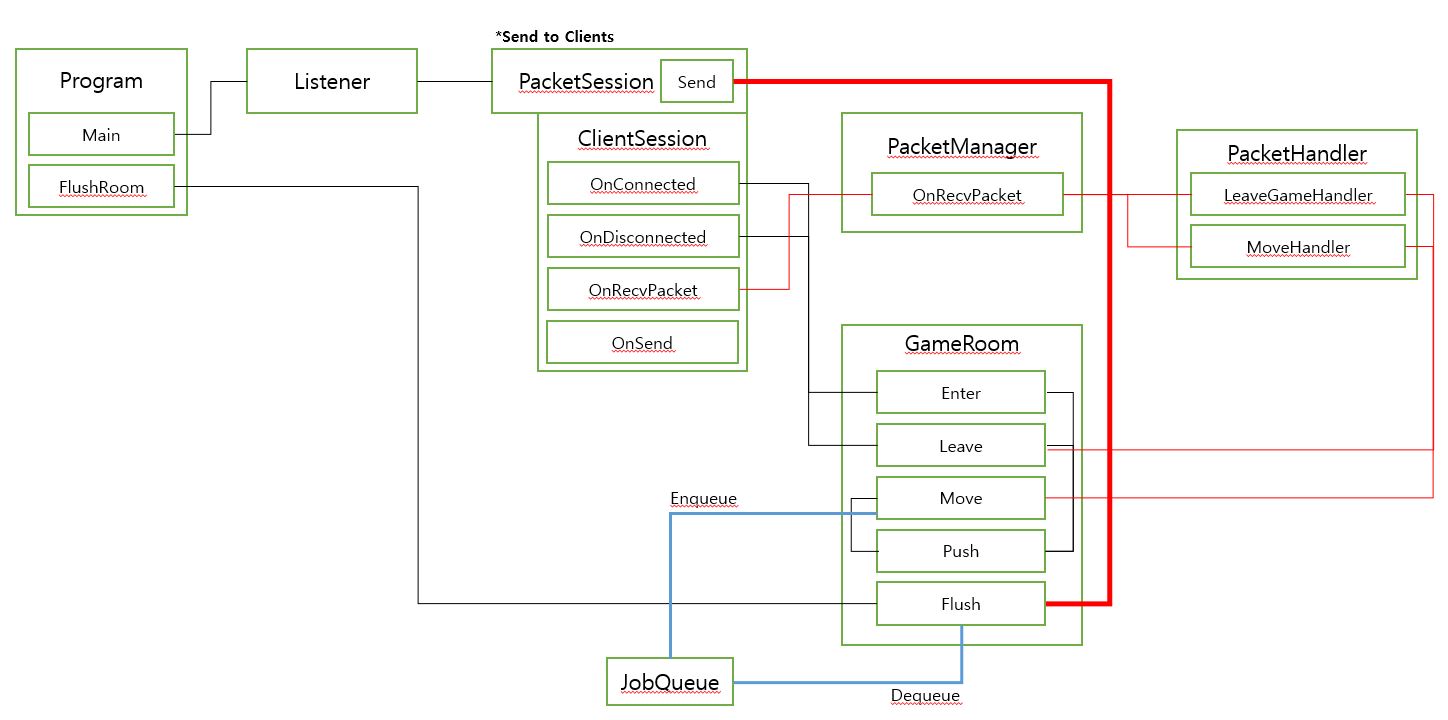 *Send to Clients
Program
Main
FlushRoom
Listener
PacketSession
Send
ClientSession
OnConnected
OnDisconnected
OnRecvPacket
OnSend
PacketManager
OnRecvPacket
PacketHandler
LeaveGameHandler
MoveHandler
GameRoom
Enter
Leave
Move
Push
Flush
Enqueue
JobQueue
Dequeue